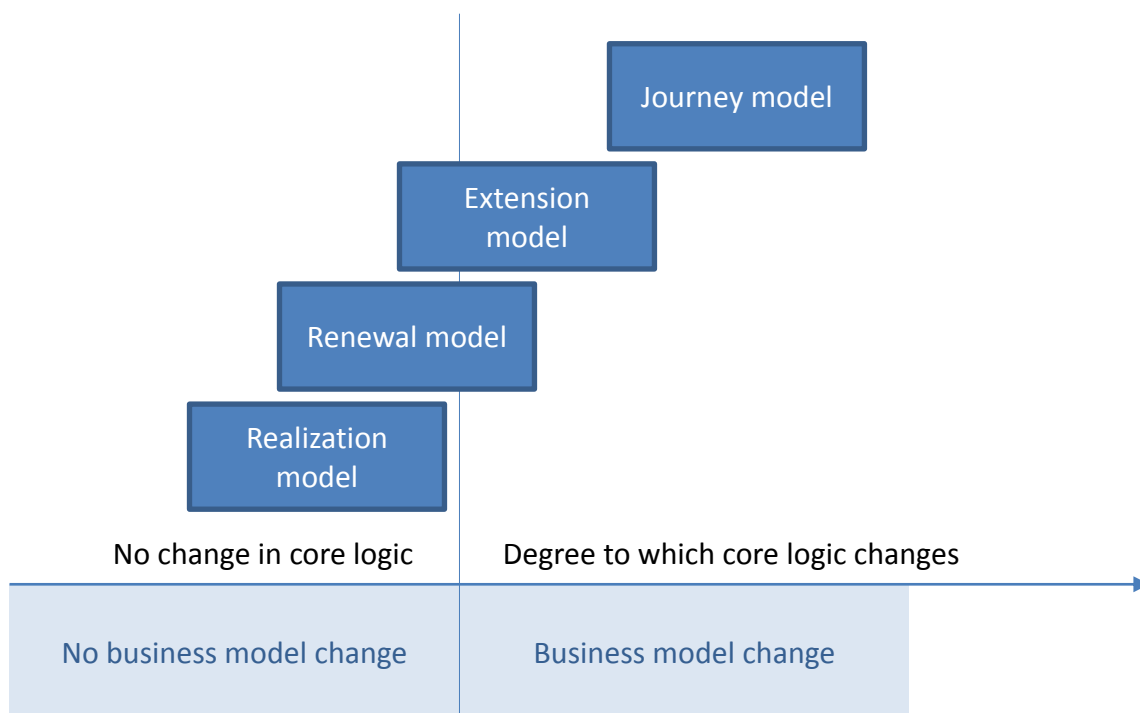 Journey model
Extension
model
Renewal model
Realization
model
No change in core logic
Degree to which core logic changes
No business model change
Business model change